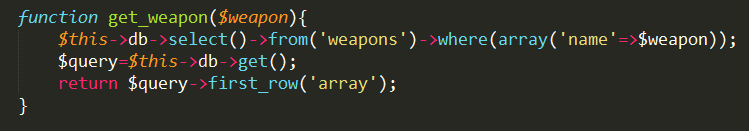 function get_weapon($weapon){
    $this->db->select()->from('weapons')->where(array('name'=>$weapon));
    $query=$this->db->get();
    return $query->first_row('array');
}